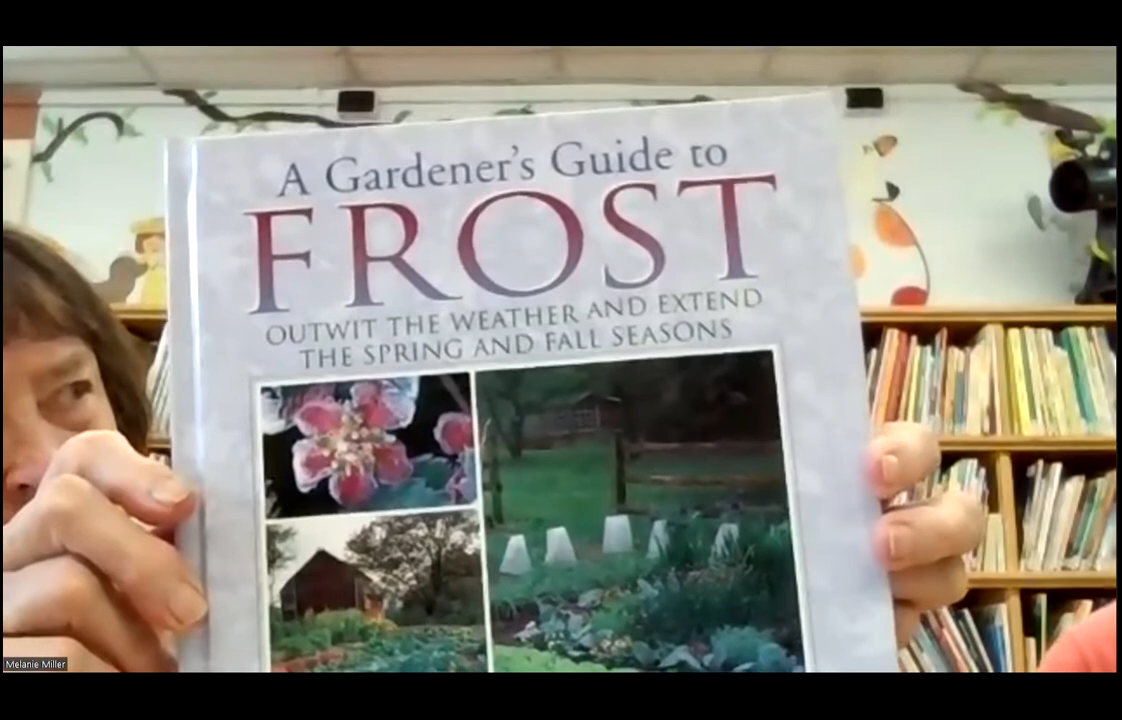 A Gardener's Guide to
FROST
OUTWIT THE WEATHER AND EXTEND
THE SPRING AND FALL SEASONS
Melanie Miller